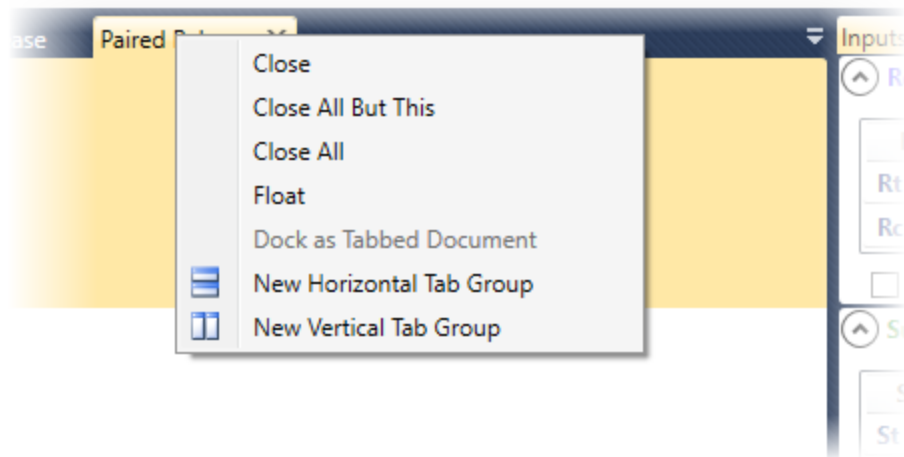 ase Paired Inputs
Close
Close All But This
Close All
Float
Dock as Tabbed Document
New Horizontal Tab Group
New Vertical Tab Group
Rt
Rc
St